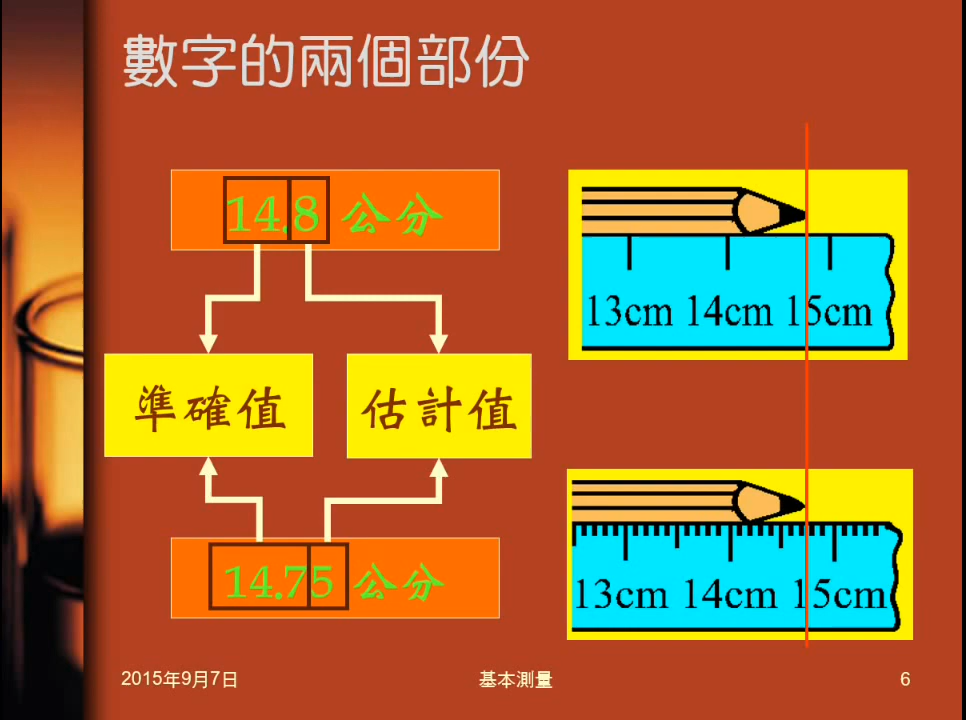 數字的兩個部份
14.8 公分
準確值
估計值
14.75 公分
13cm 14cm 15cm
13cm 14cm 15cm
2015年9月7日
基本測量
6